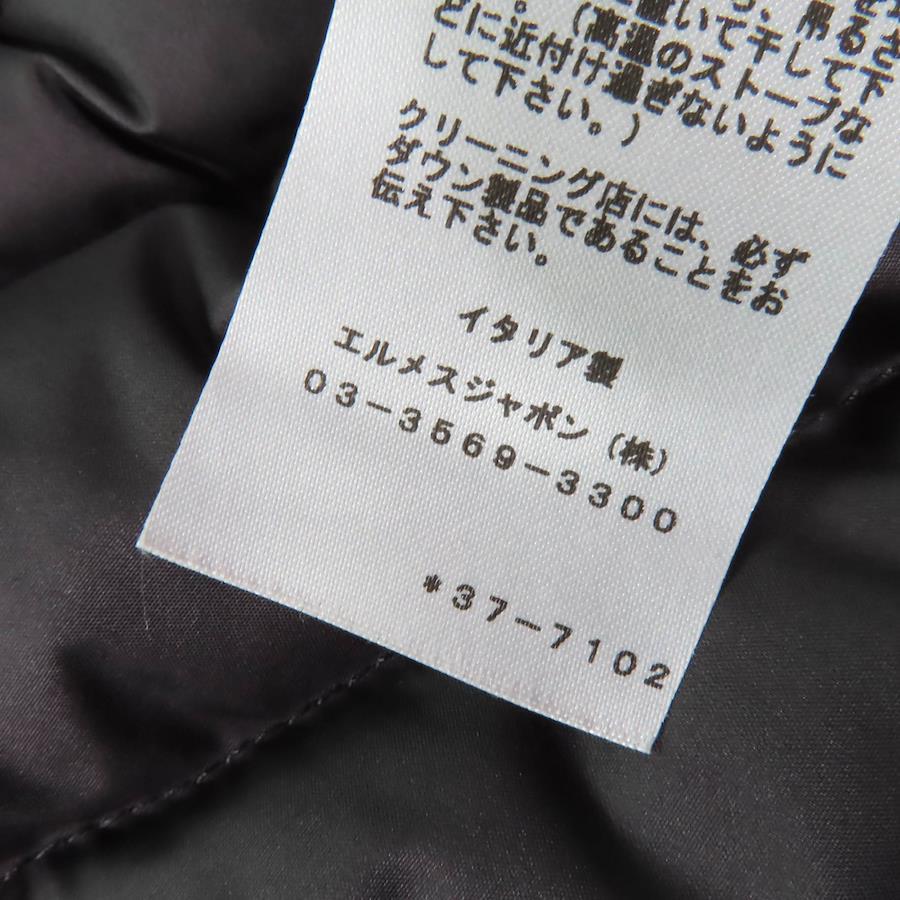 て干し
。（高温のストーブな
どに近付け過ぎないように
して下さい。）
クリーニング店には、必ず
ダウン製品であることをお
伝え下さい。
イタリア製
エルメスジャポン（株）
０３－３５６９－３３００
*３７－７１０２